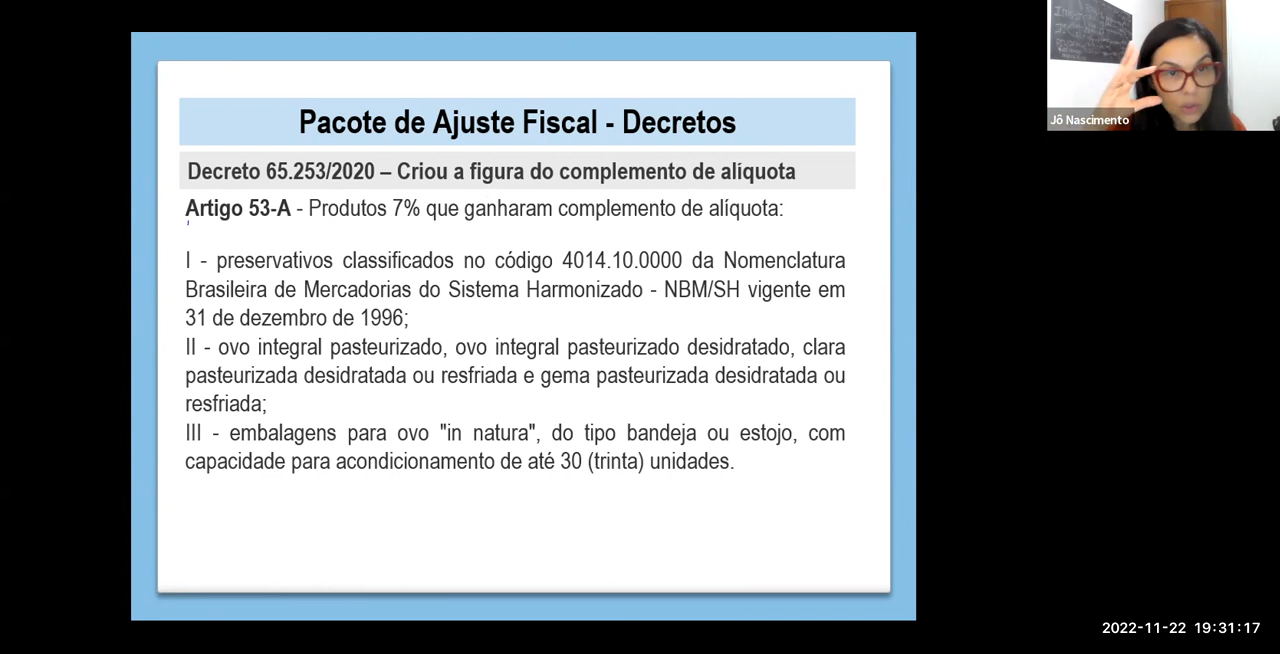 Pacote de Ajuste Fiscal - Decretos
Decreto 65.253/2020 – Criou a figura do complemento de alíquota
Artigo 53-A - Produtos 7% que ganharam complemento de alíquota:
I - preservativos classificados no código 4014.10.0000 da Nomenclatura
Brasileira de Mercadorias do Sistema Harmonizado - NBM/SH vigente em
31 de dezembro de 1996;
II - ovo integral pasteurizado, ovo integral pasteurizado desidratado, clara
pasteurizada desidratada ou resfriada e gema pasteurizada desidratada ou
resfriada;
III - embalagens para ovo "in natura", do tipo bandeja ou estojo, com
capacidade para acondicionamento de até 30 (trinta) unidades.
Jô Nascimento
2022-11-22 19:31:17